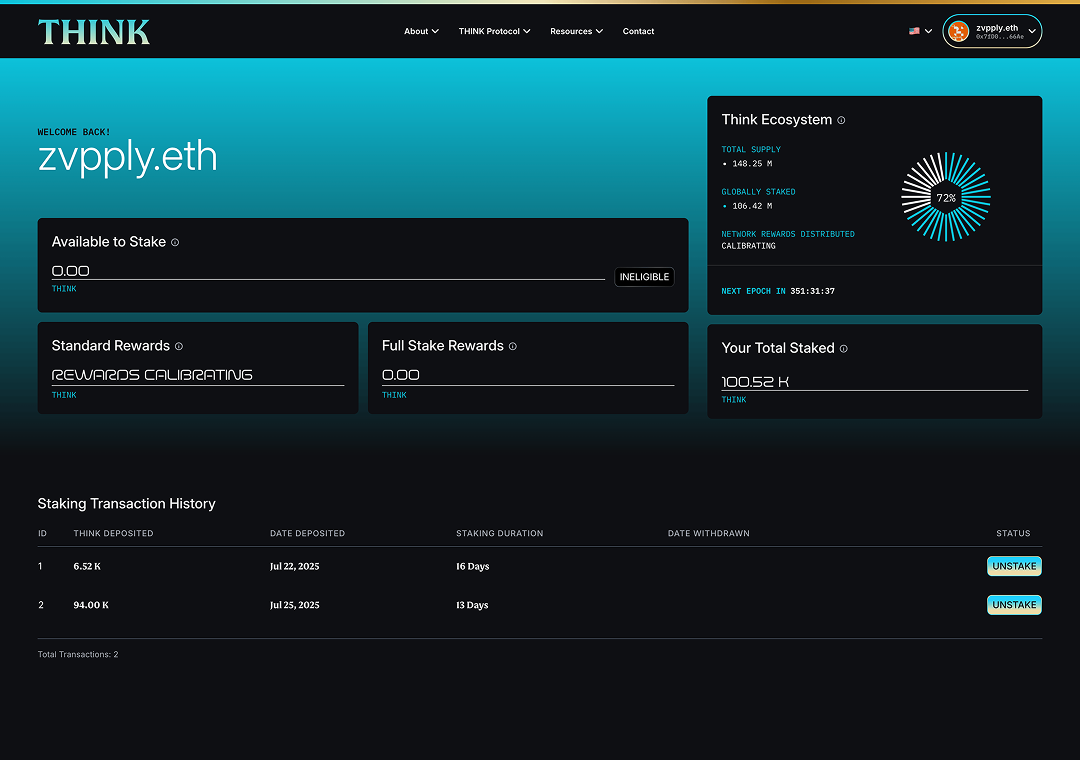 THINK
About
THINK Protocol
Resources
Contact
zvpply.eth
0x7f00...66Ae
WELCOME BACK!
zvpply.eth
Available to Stake
0.00
THINK
INELIGIBLE
Standard Rewards
REWARDS CALIBRATING
THINK
Full Stake Rewards
0.00
THINK
Think Ecosystem
TOTAL SUPPLY
• 148.25 M
GLOBALLY STAKED
• 106.42 M
NETWORK REWARDS DISTRIBUTED
CALIBRATING
72%
NEXT EPOCH IN 351:31:37
Your Total Staked
100.52 K
THINK
Staking Transaction History
ID THINK DEPOSITED DATE DEPOSITED STAKING DURATION DATE WITHDRAWN STATUS
1 6.52 K Jul 22, 2025 16 Days UNSTAKE
2 94.00 K Jul 25, 2025 13 Days UNSTAKE
Total Transactions: 2